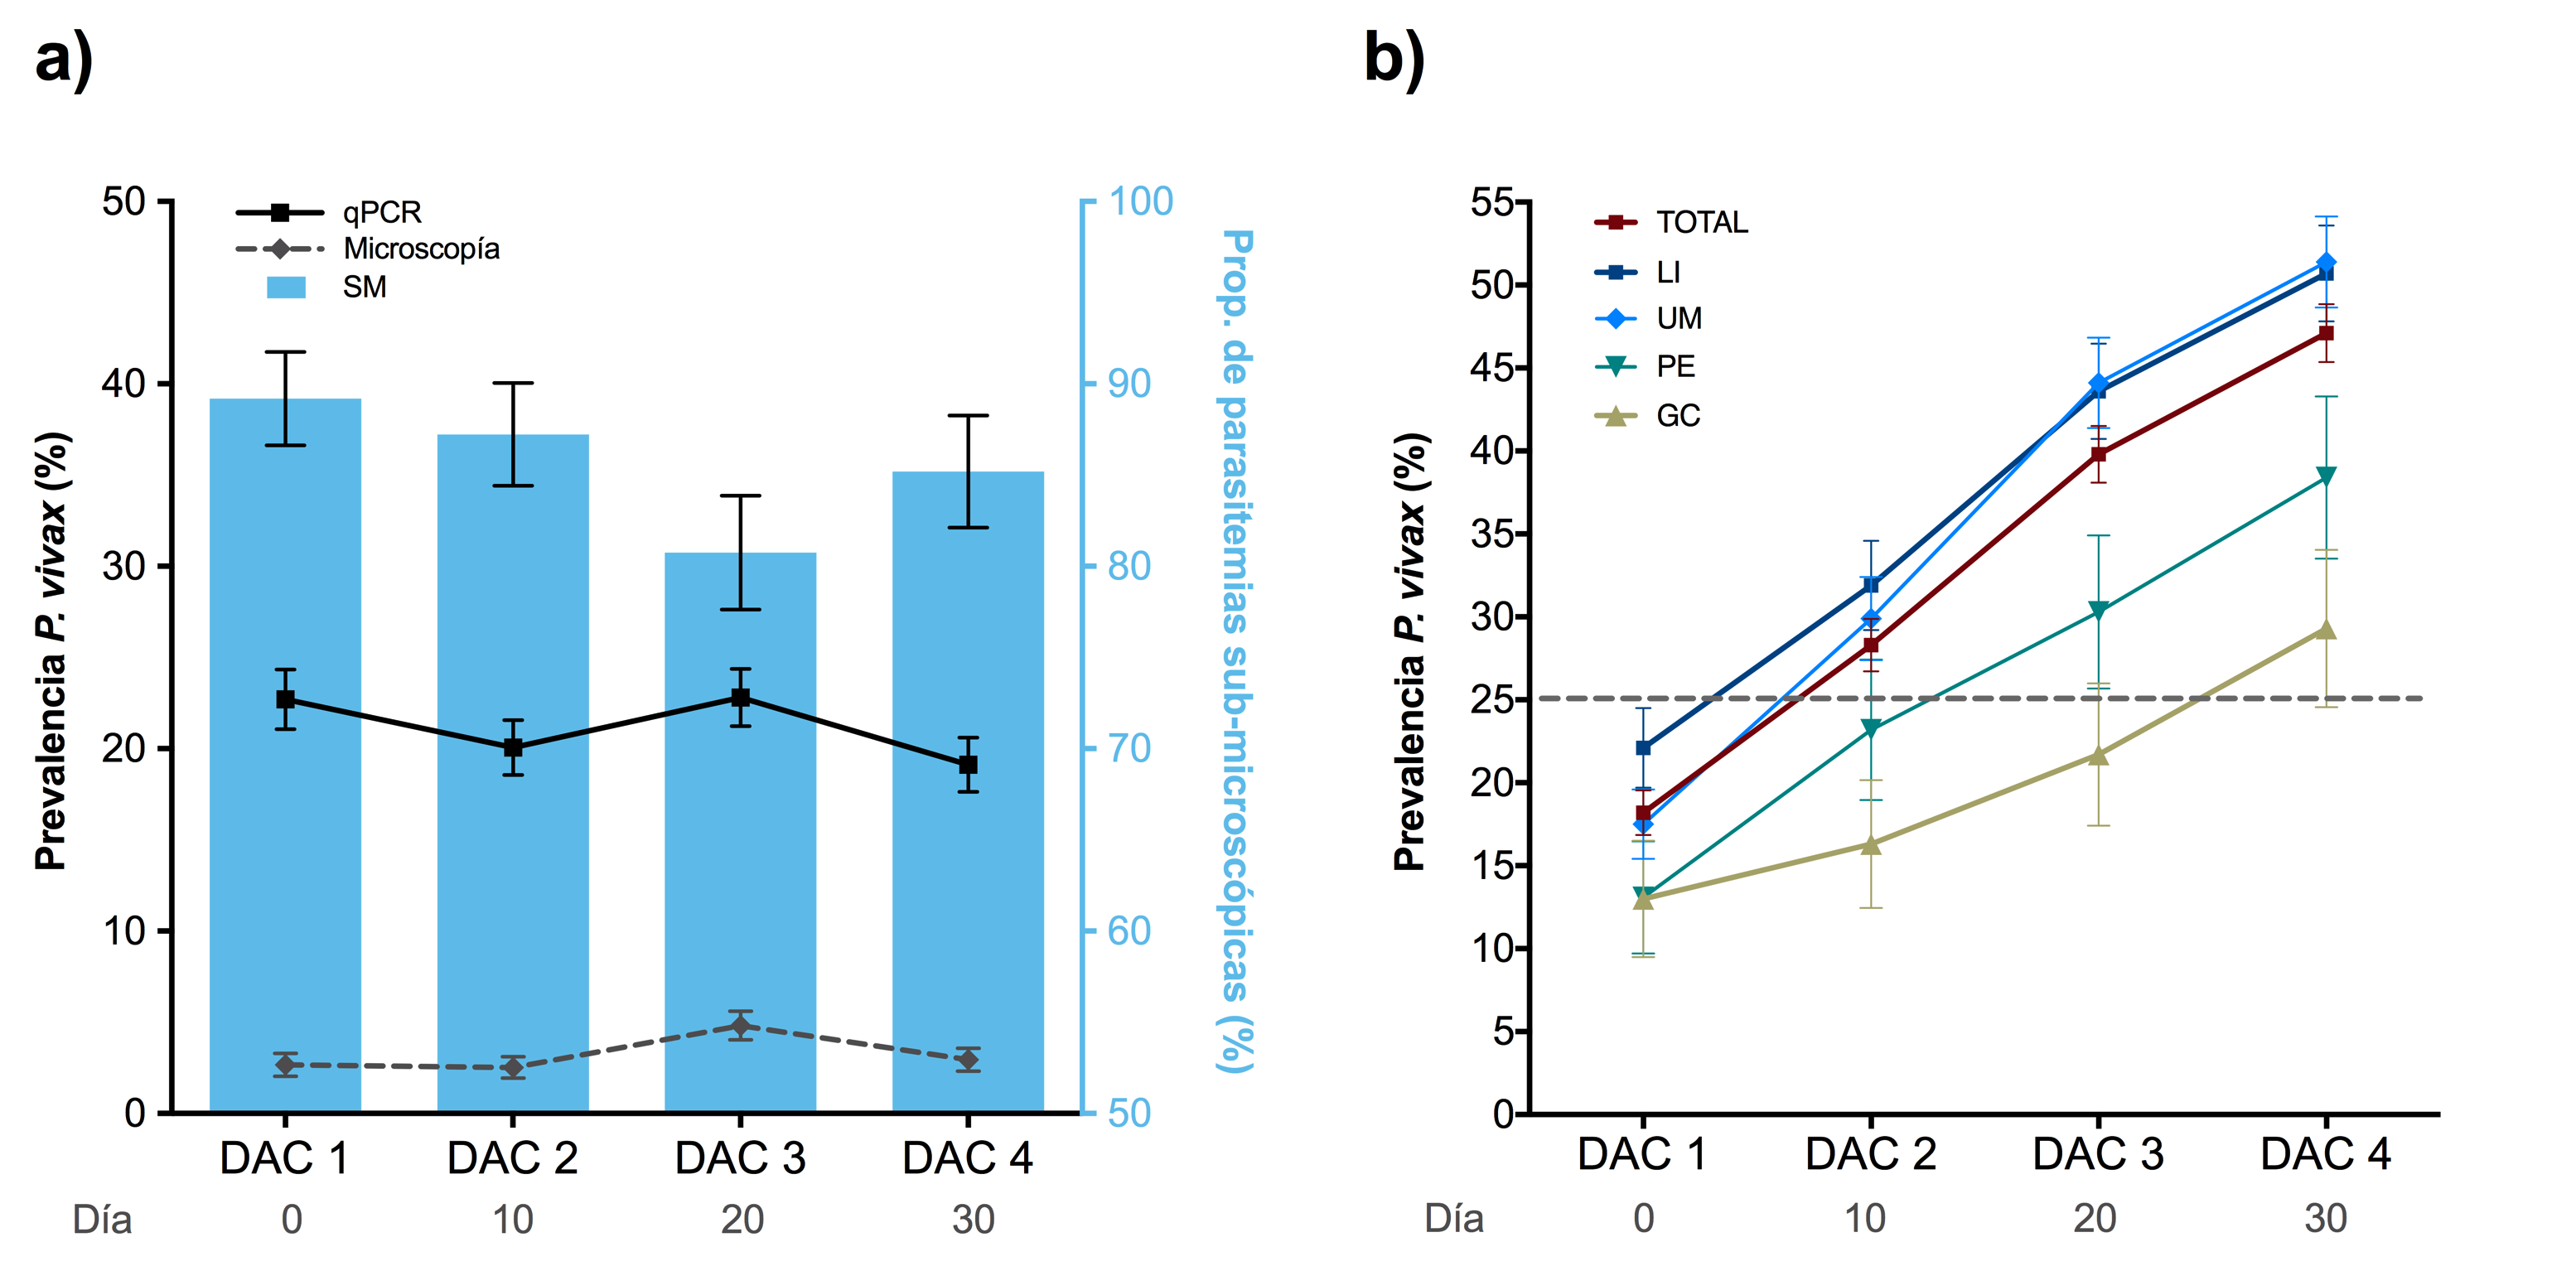 a)
50
40
30
20
10
0
Prevalencia P. vivax (%)
qPCR
Microscopía
SM
100
90
80
70
60
50
Prop. de parasitemias sub-microscópicas (%)
DAC 1 DAC 2 DAC 3 DAC 4
Día 0 10 20 30
b)
55
50
45
40
35
30
25
20
15
10
5
0
Prevalencia P. vivax (%)
TOTAL
LI
UM
PE
GC
DAC 1 DAC 2 DAC 3 DAC 4
Día 0 10 20 30